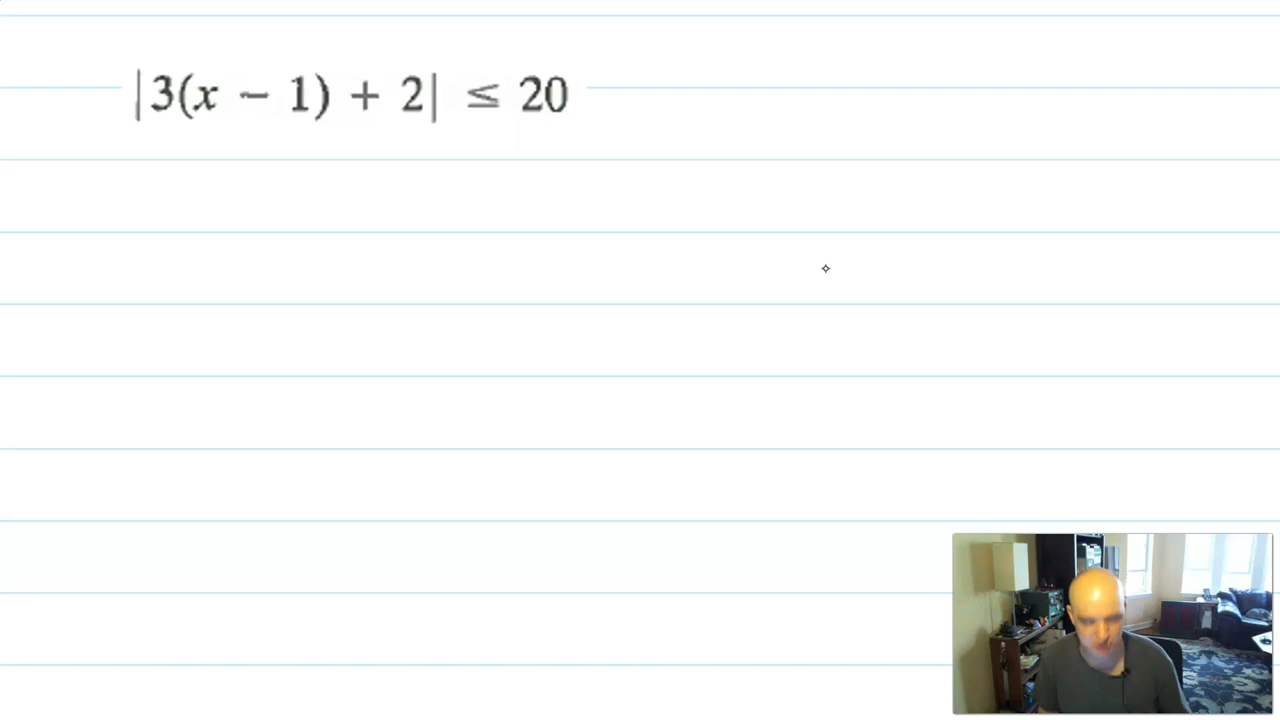 |3(x − 1) + 2| ≤ 20